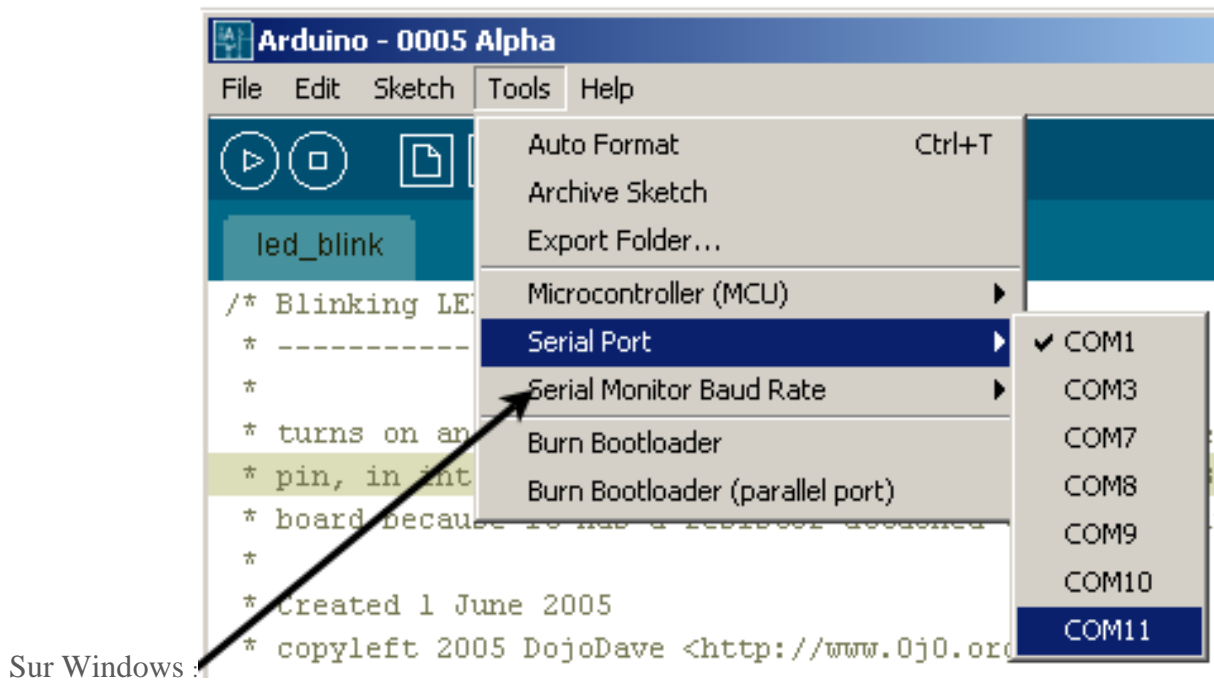 Arduino - 0005 Alpha
File Edit Sketch Tools Help
Auto Format Ctrl+T
Archive Sketch
Export Folder...
led_blink
Microcontroller (MCU)
Serial Port
Serial Monitor Baud Rate
Burn Bootloader
Burn Bootloader (parallel port)
COM1
COM3
COM7
COM8
COM9
COM10
COM11
/* Blinking
* -----------
*
* turns on an
* pin, in
* board
*
* Created 1 June 2005
* copyleft 2005 DojoDave <http://www.0j0.org
Sur Windows :